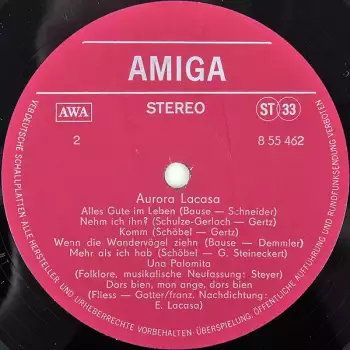 AMIGA
AWA
STEREO
ST 33
2
8 55 462
Aurora Lacasa
Alles Gute im Leben (Bause — Schneider)
Nehm ich ihn? (Schulze-Gerlach — Gertz)
Komm (Schöbel — Gertz)
Wenn die Wandervögel ziehn (Bause — Demmler)
Mehr als ich hab (Schöbel — G. Steineckert)
Una Palomita
(Folklore, musikalische Neufassung: Steyer)
Dors bien, mon ange, dors bien
(Fliess — Gatter/franz. Nachdichtung:
E. Lacasa)
VEB DEUTSCHE SCHALLPLATTEN ALLE HERSTELLER- UND URHEBERRECHTE VORBEHALTEN · ÜBERSPIELUNG, ÖFFENTLICHE AUFFÜHRUNG UND RUNDFUNKSENDUNG VERBOTEN